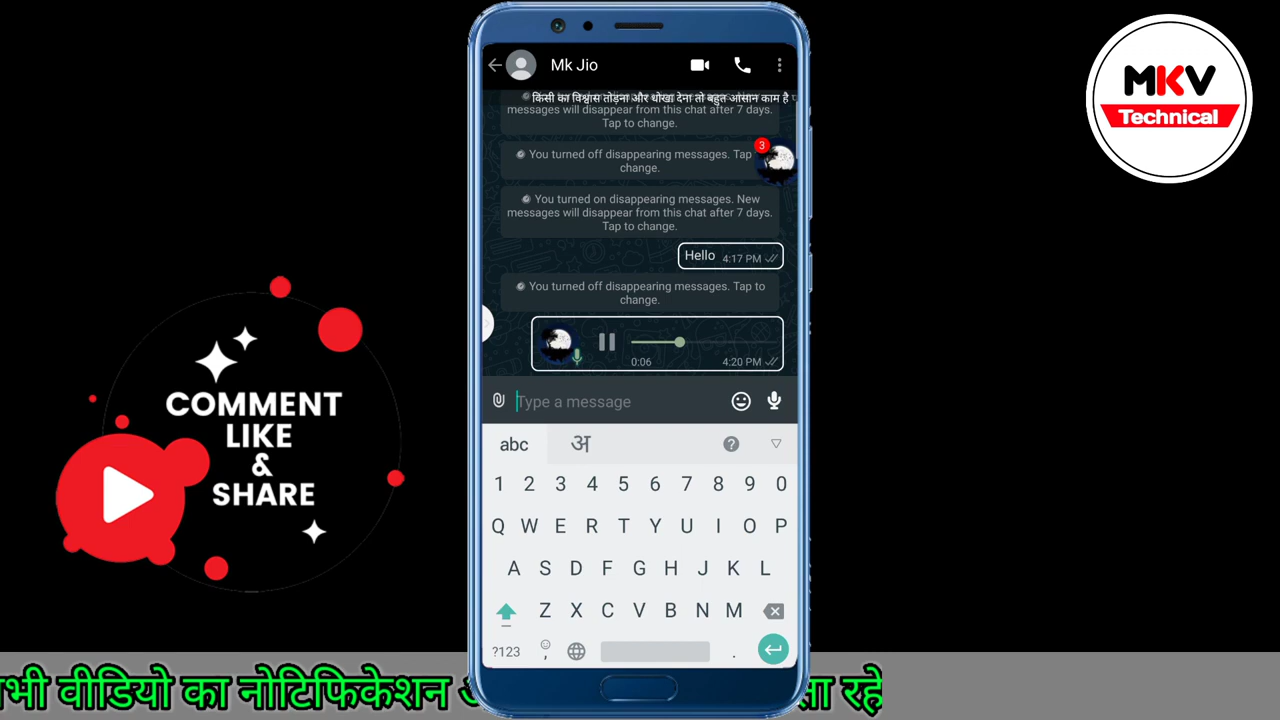 MKV
Technical
Mk Jio
किसी का विश्वास तोड़ना और धोखा देना तो बहुत आसान काम है
messages will disappear from this chat after 7 days.
Tap to change.
3
You turned off disappearing messages. Tap
change.
You turned on disappearing messages. New
messages will disappear from this chat after 7 days.
Tap to change.
Hello 4:17 PM
You turned off disappearing messages. Tap to
change.
0:06 4:20 PM
Type a message
abc अ ?
1 2 3 4 5 6 7 8 9 0
Q W E R T Y U I O P
A S D F G H J K L
Z X C V B N M
?123 , .
COMMENT
LIKE
&
SHARE
वीडियो का नोटिफिकेशन
रहे